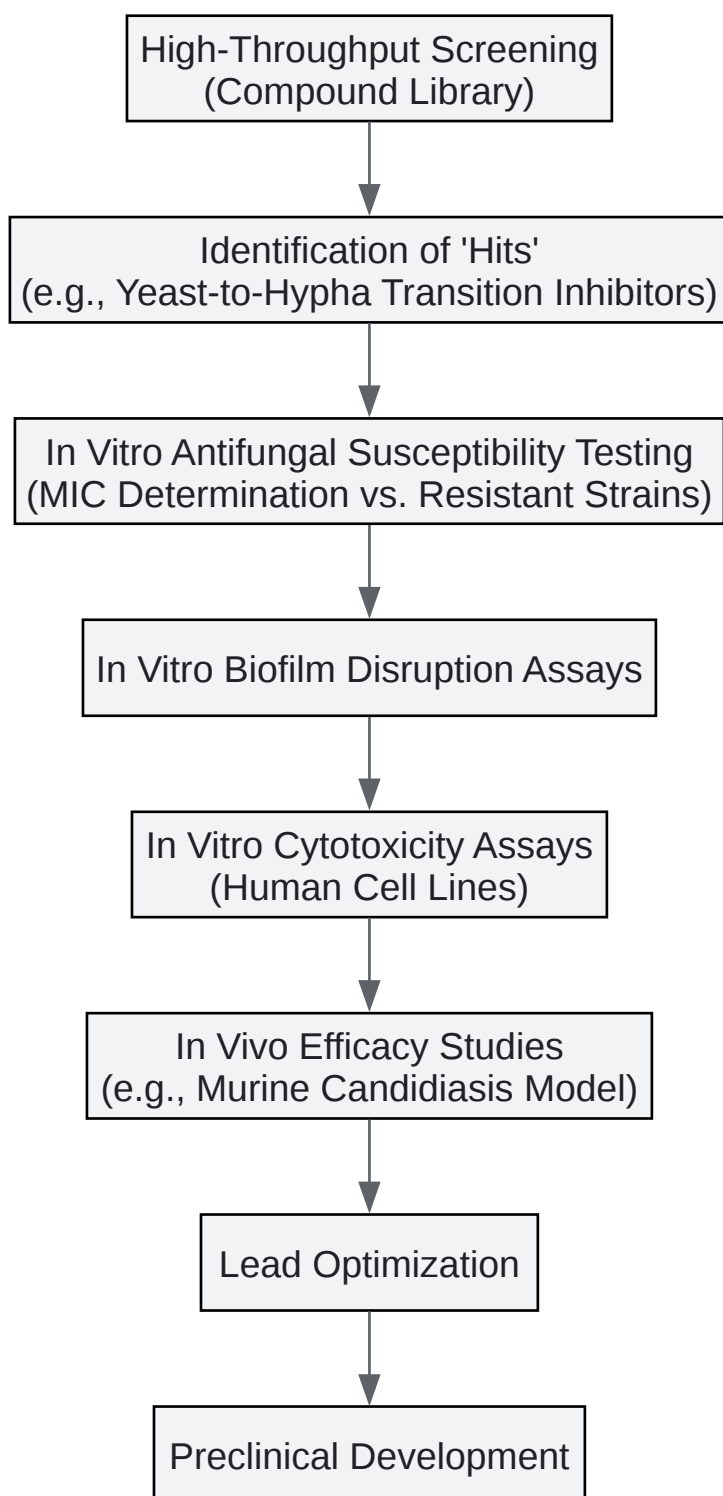 High-Throughput Screening
(Compound Library)
Identification of 'Hits'
(e.g., Yeast-to-Hypha Transition Inhibitors)
In Vitro Antifungal Susceptibility Testing
(MIC Determination vs. Resistant Strains)
In Vitro Biofilm Disruption Assays
In Vitro Cytotoxicity Assays
(Human Cell Lines)
In Vivo Efficacy Studies
(e.g., Murine Candidiasis Model)
Lead Optimization
Preclinical Development